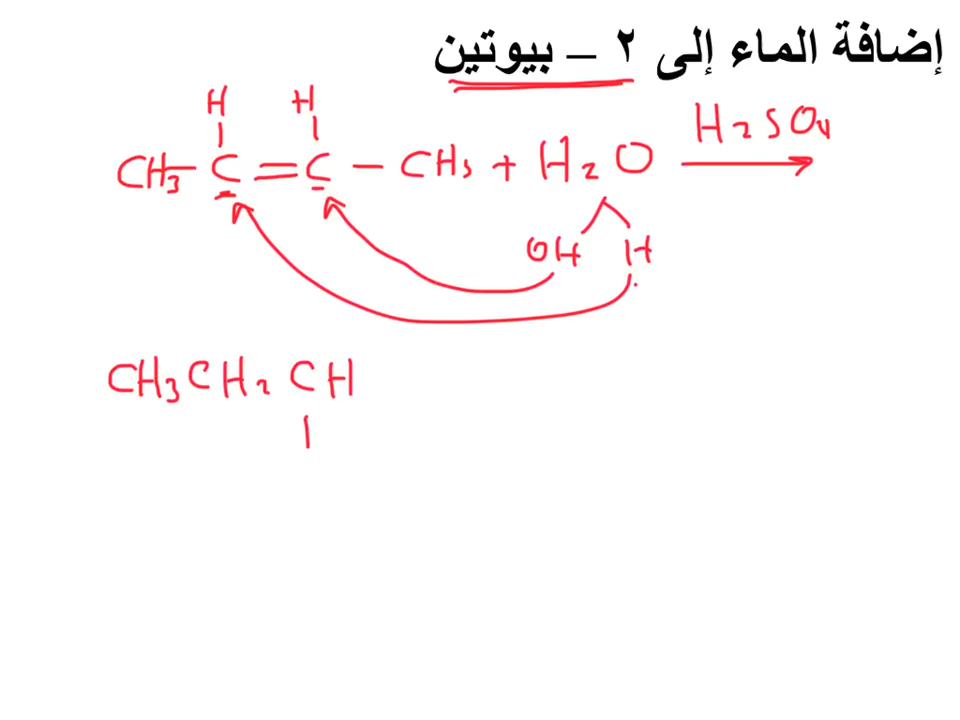 إضافة الماء إلى ٢ – بيوتين
H H H2SO4
CH3 – C = C – CH3 + H2O
OH H
CH3CH2CH